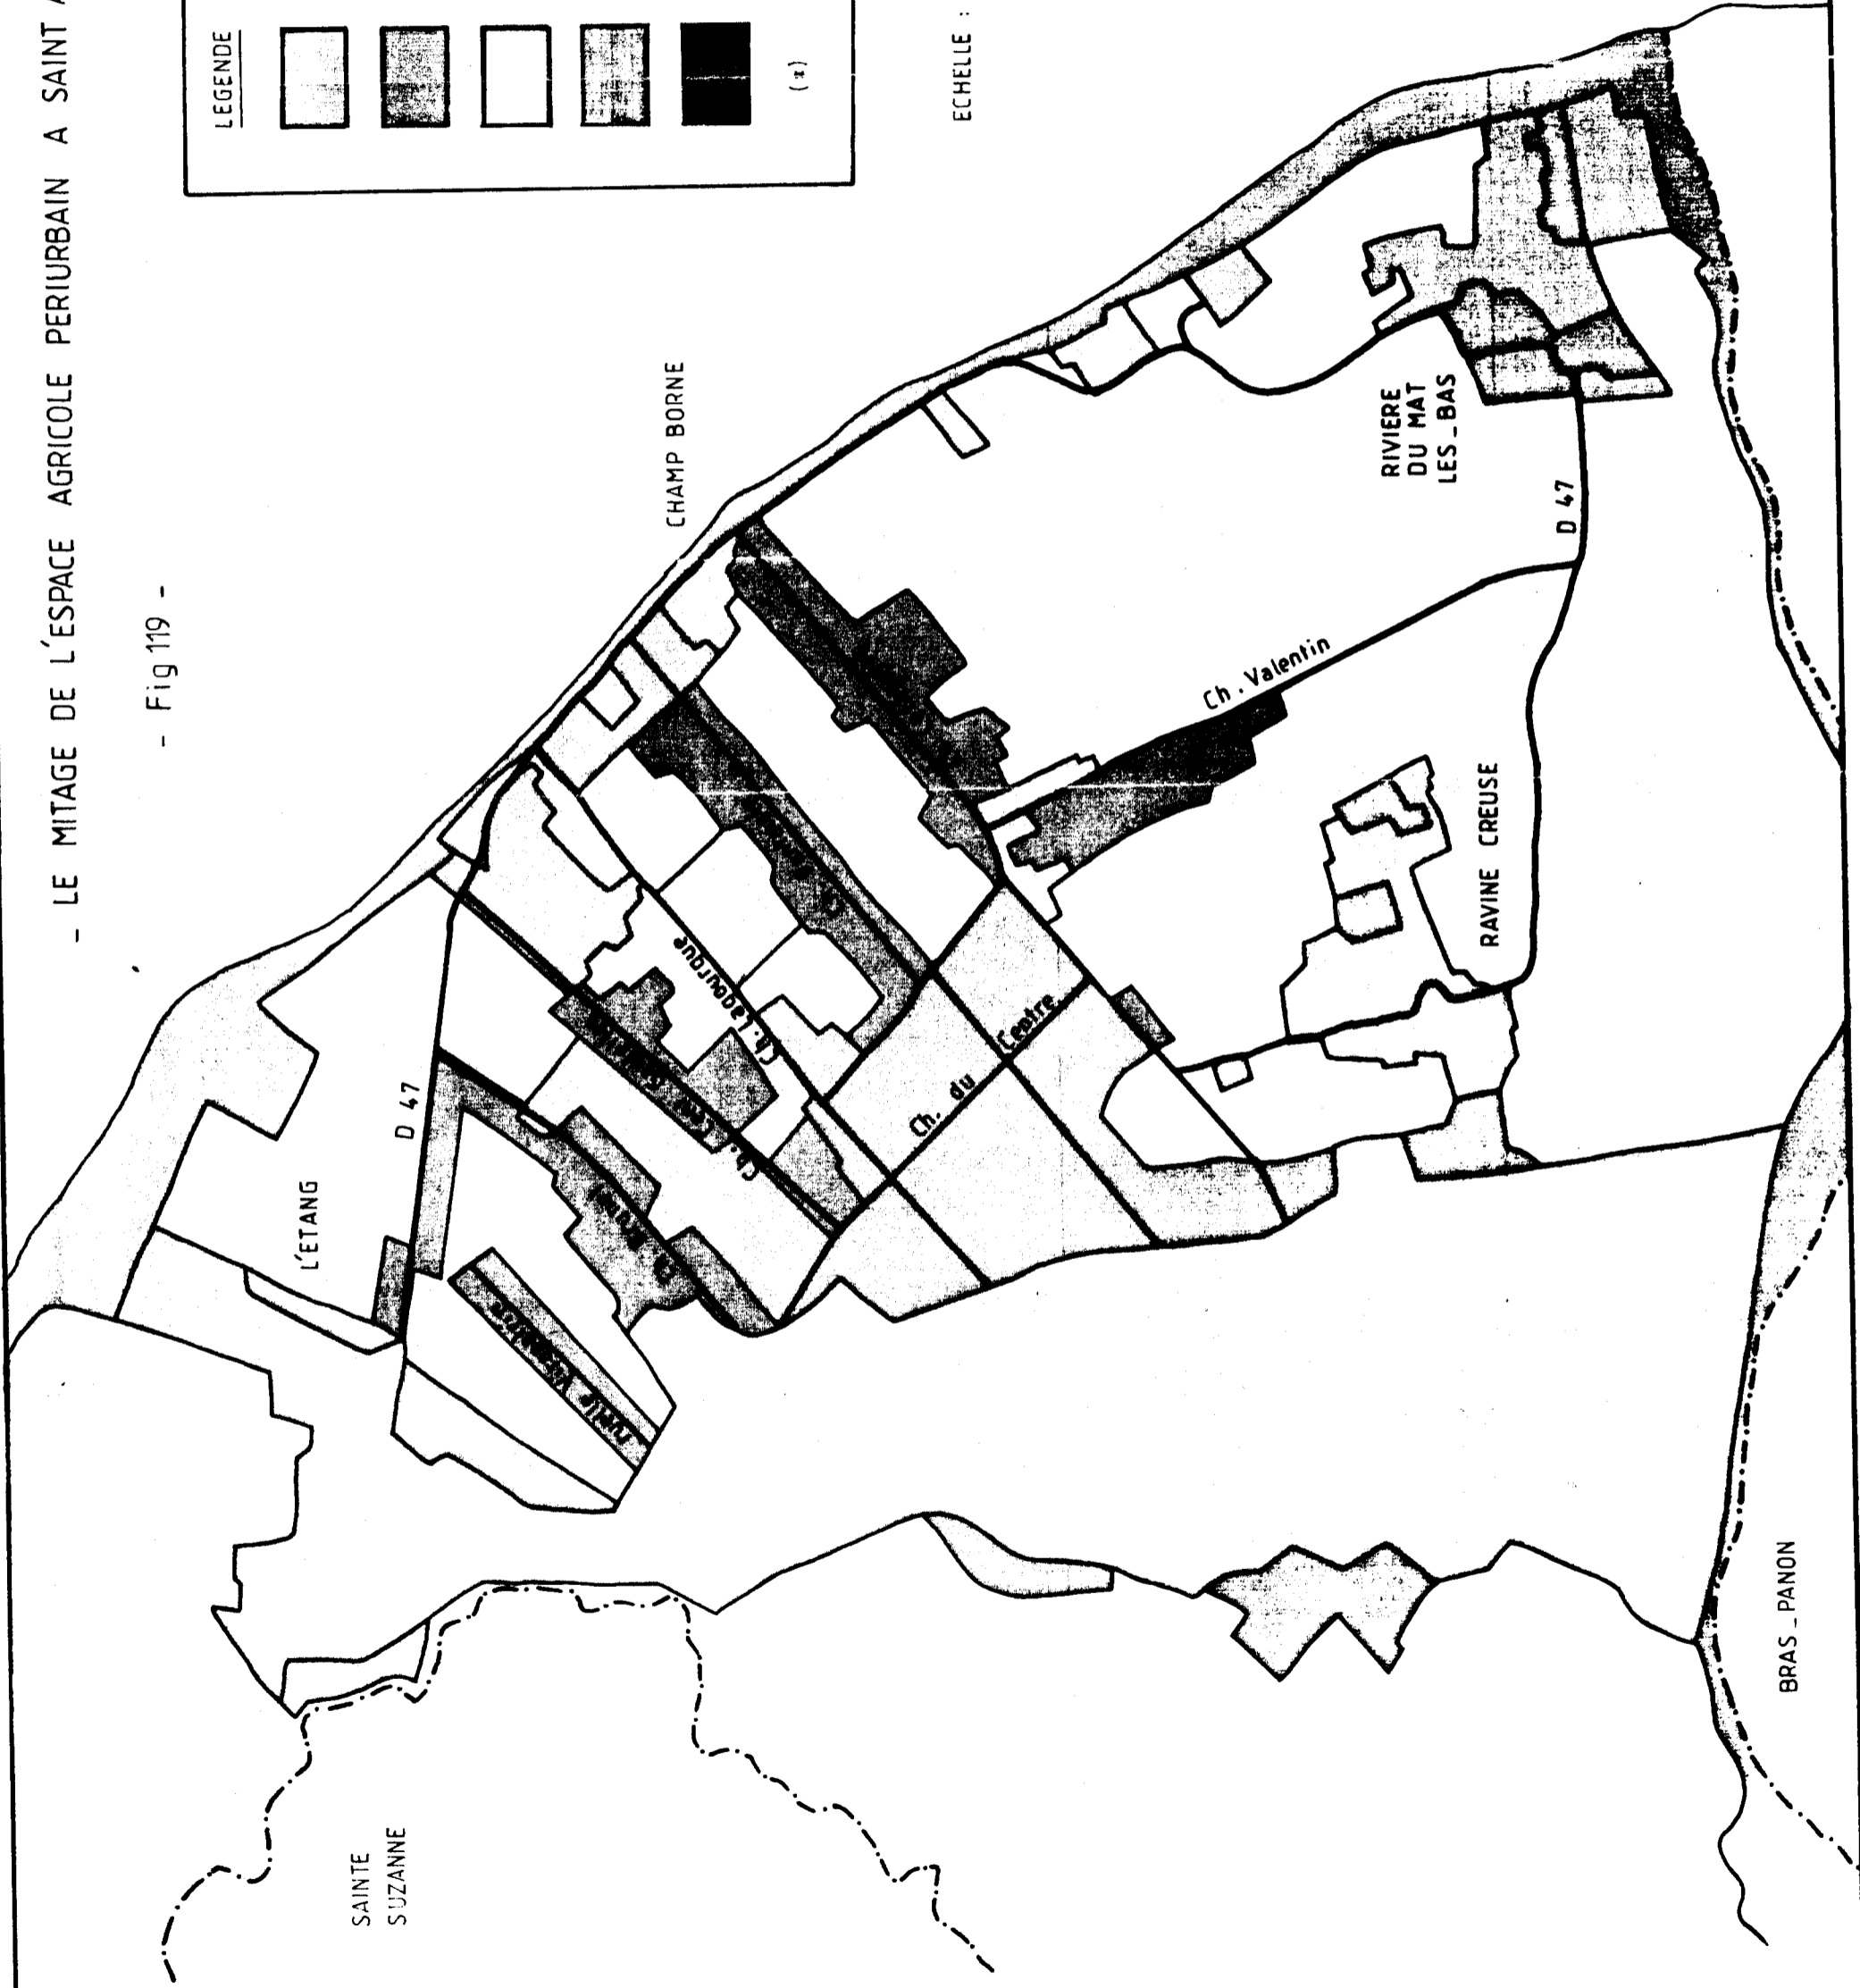 - LE MITAGE DE L'ESPACE AGRICOLE PERIURBAIN A SAINT
- Fig 119 -
LEGENDE
(*)
ECHELLE :
CHAMP BORNE
RIVIERE
DU MAT
LES_BAS
D 47
Ch. Valentin
RAVINE CREUSE
Ch. Lagourgue
Ch. du Centre
D 47
L'ETANG
SAINTE
SUZANNE
BRAS_PANON